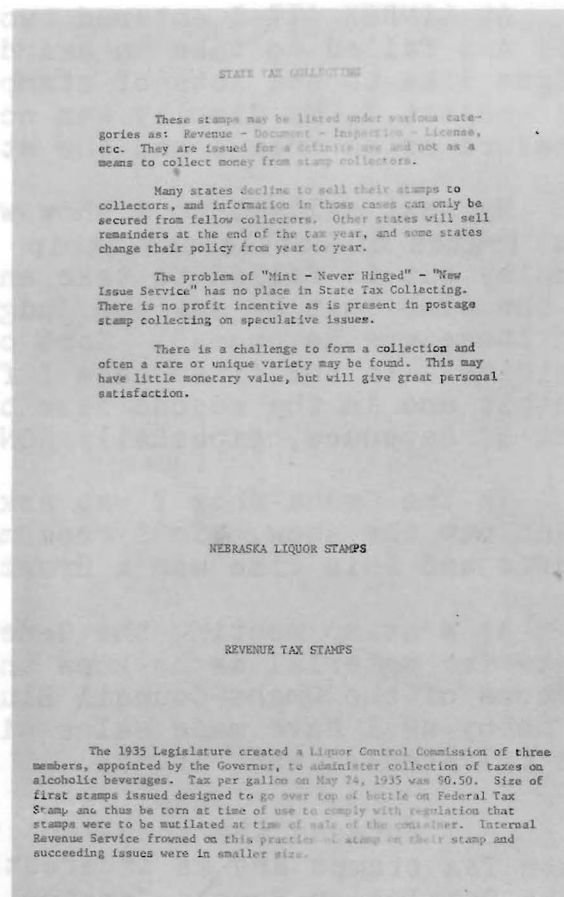 STATE TAX COLLECTING
These stamps may be listed under various cate-
gories as: Revenue - Document - Inspection - License,
etc. They are issued for a definite use and not as a
means to collect money from stamp collectors.
Many states decline to sell their stamps to
collectors, and information in those cases can only be
secured from fellow collectors. Other states will sell
remainders at the end of the tax year, and some states
change their policy from year to year.
The problem of "Mint - Never Hinged" - "New
Issue Service" has no place in State Tax Collecting.
There is no profit incentive as is present in postage
stamp collecting on speculative issues.
There is a challenge to form a collection and
often a rare or unique variety may be found. This may
have little monetary value, but will give great personal
satisfaction.
NEBRASKA LIQUOR STAMPS
REVENUE TAX STAMPS
The 1935 Legislature created a Liquor Control Commission of three
members, appointed by the Governor, to administer collection of taxes on
alcoholic beverages. Tax per gallon on May 24, 1935 was $0.50. Size of
first stamps issued designed to go over top of bottle on Federal Tax
Stamp and thus be torn at time of use to comply with regulation that
stamps were to be mutilated at time of sale of the container. Internal
Revenue Service frowned on this practice of stamp on their stamp and
succeeding issues were in smaller size.